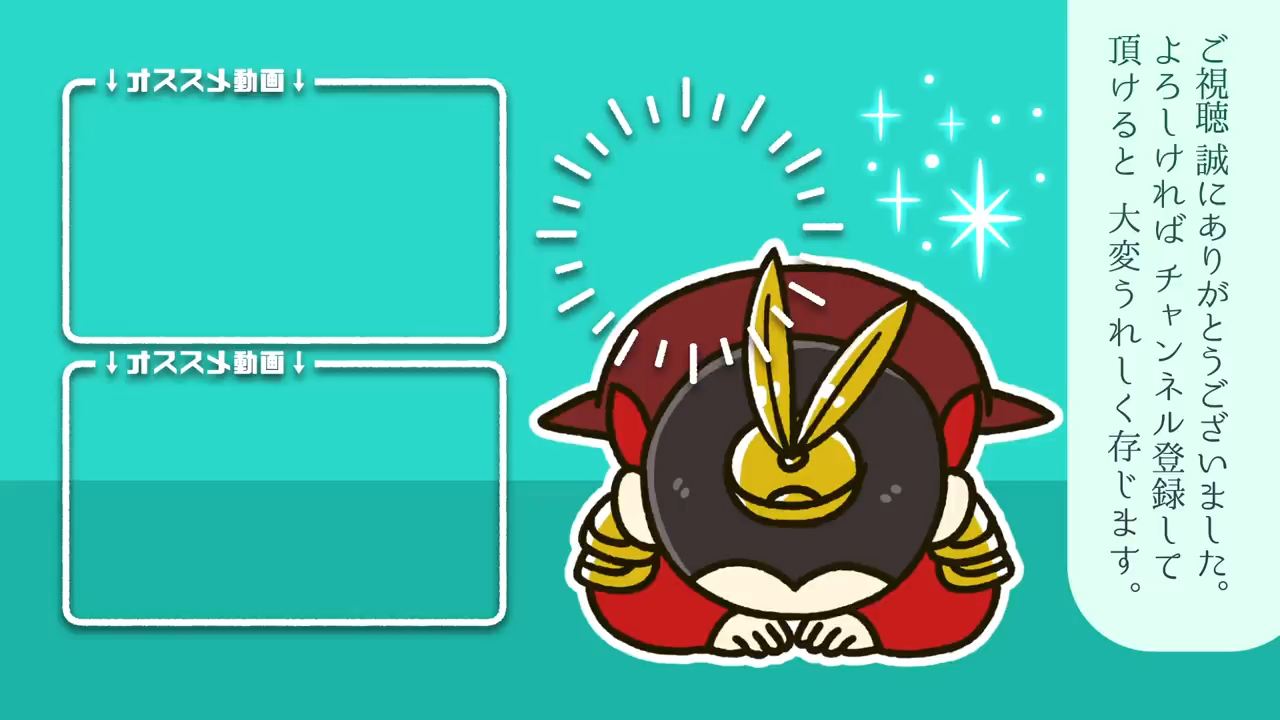 ↓オススメ動画↓
↓オススメ動画↓
ご視聴 誠にありがとうございました。
よろしければ チャンネル登録して
頂けると 大変うれしく存じます。